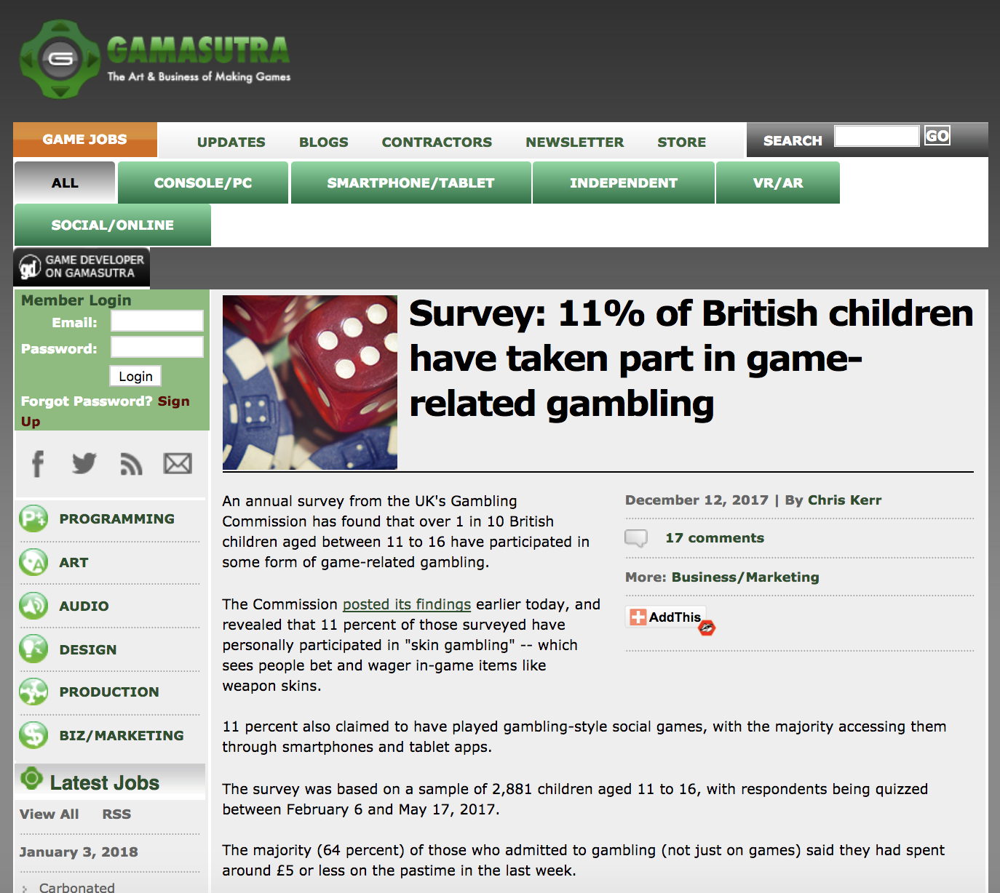 GAMASUTRA
The Art & Business of Making Games
GAME JOBS
UPDATES
BLOGS
CONTRACTORS
NEWSLETTER
STORE
SEARCH
GO
ALL
CONSOLE/PC
SMARTPHONE/TABLET
INDEPENDENT
VR/AR
SOCIAL/ONLINE
gd
GAME DEVELOPER
ON GAMASUTRA
Member Login
Email:
Password:
Login
Forgot Password? Sign
Up
PROGRAMMING
ART
AUDIO
DESIGN
PRODUCTION
BIZ/MARKETING
Latest Jobs
View All
RSS
January 3, 2018
Carbonated
Survey: 11% of British children
have taken part in game-
related gambling
An annual survey from the UK's Gambling
Commission has found that over 1 in 10 British
children aged between 11 to 16 have participated in
some form of game-related gambling.
The Commission posted its findings earlier today, and
revealed that 11 percent of those surveyed have
personally participated in "skin gambling" -- which
sees people bet and wager in-game items like
weapon skins.
December 12, 2017 | By Chris Kerr
17 comments
More: Business/Marketing
AddThis
11 percent also claimed to have played gambling-style social games, with the majority accessing them
through smartphones and tablet apps.
The survey was based on a sample of 2,881 children aged 11 to 16, with respondents being quizzed
between February 6 and May 17, 2017.
The majority (64 percent) of those who admitted to gambling (not just on games) said they had spent
around £5 or less on the pastime in the last week.